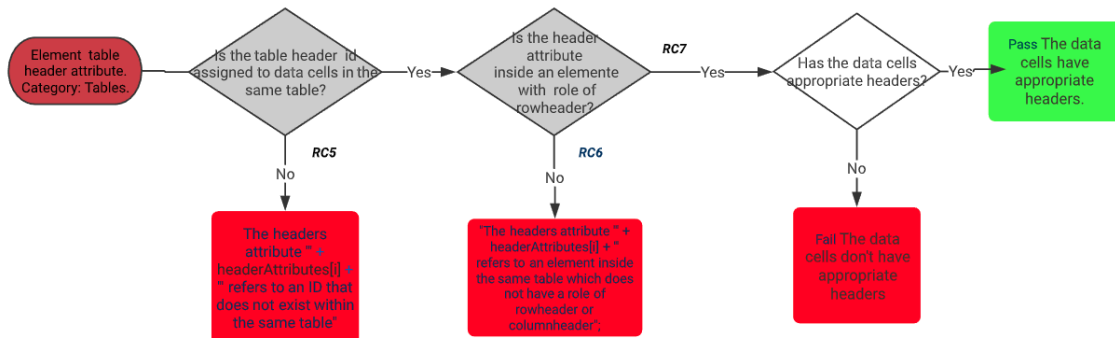 Element  table
header attribute.
Category: Tables.
Is the table header  id
assigned to data cells in the
same table?
Yes
RC5
No
The headers
attribute '" +
headerAttributes[i] +
"' refers to an ID that
does not exist within
the same table"
Is the header
attribute
inside an elemente
with  role of
rowheader?
RC7
Yes
RC6
No
"The headers attribute '" +
headerAttributes[i] + "'
refers to an element inside
the same table which does
not have a role of
rowheader or
columnheader";
Has the data cells
appropriate headers?
Yes
No
Fail The data
cells don't have
appropriate
headers
Pass The data
cells have
appropriate
headers.